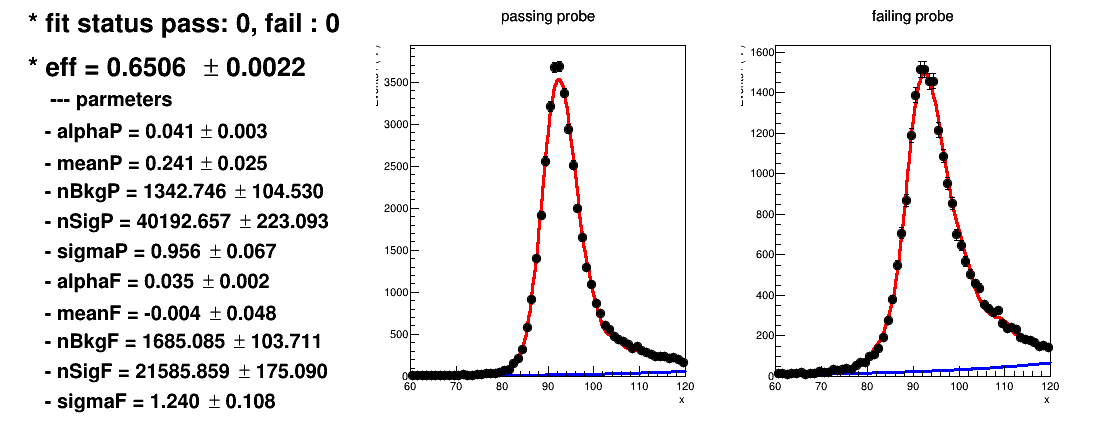 * fit status pass: 0, fail : 0
* eff = 0.6506 ± 0.0022
--- parmeters
- alphaP = 0.041 ± 0.003
- meanP = 0.241 ± 0.025
- nBkgP = 1342.746 ± 104.530
- nSigP = 40192.657 ± 223.093
- sigmaP = 0.956 ± 0.067
- alphaF = 0.035 ± 0.002
- meanF = -0.004 ± 0.048
- nBkgF = 1685.085 ± 103.711
- nSigF = 21585.859 ± 175.090
- sigmaF = 1.240 ± 0.108
passing probe
3500
3000
2500
2000
1500
1000
500
0
60 70 80 90 100 110 120
x
failing probe
1600
1400
1200
1000
800
600
400
200
0
60 70 80 90 100 110 120
x